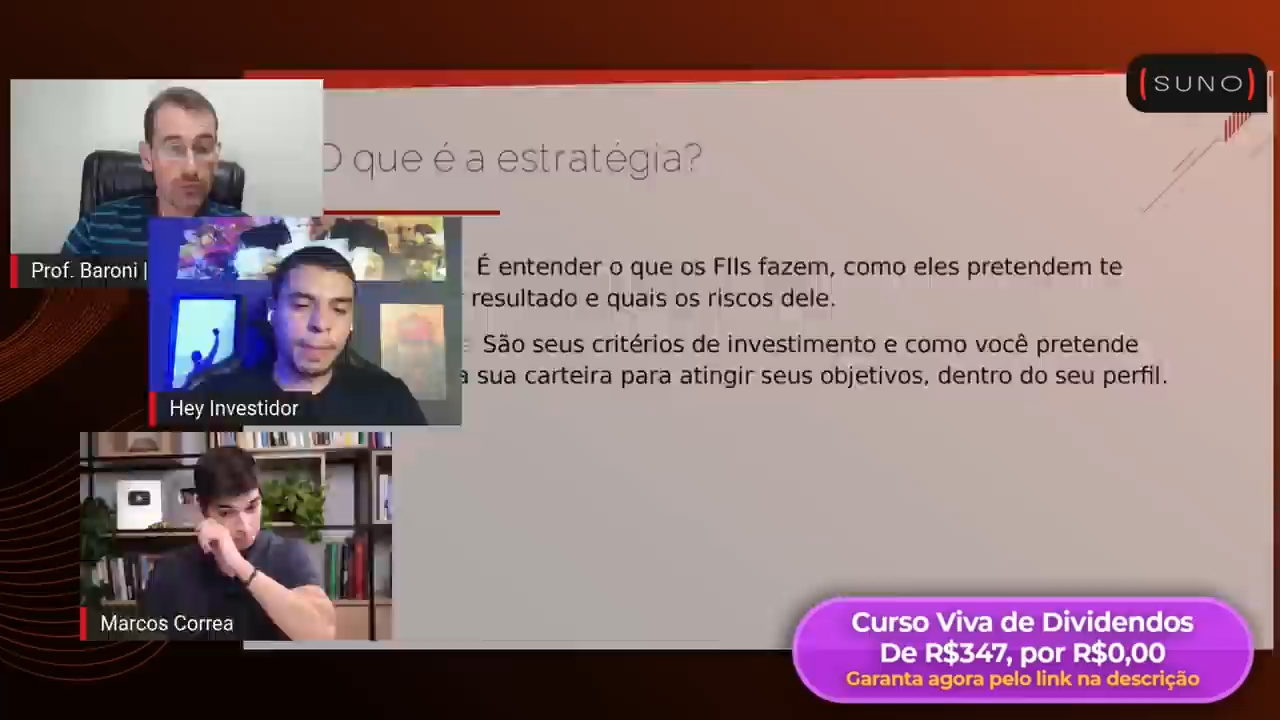 (SUNO)
O que é a estratégia?
É entender o que os FIIs fazem, como eles pretendem te
resultado e quais os riscos dele.
São seus critérios de investimento e como você pretende
a sua carteira para atingir seus objetivos, dentro do seu perfil.
Prof. Baroni |
Hey Investidor
Marcos Correa
Curso Viva de Dividendos
De R$347, por R$0,00
Garanta agora pelo link na descrição